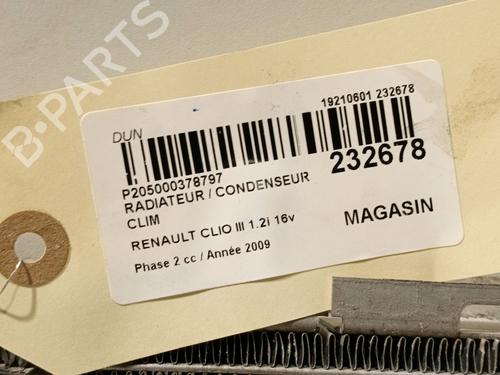 B-PARTS
DUN
19210601 232678
P205000378797
232678
RADIATEUR / CONDENSEUR
CLIM
MAGASIN
RENAULT CLIO III 1.2i 16v
Phase 2 cc / Année 2009